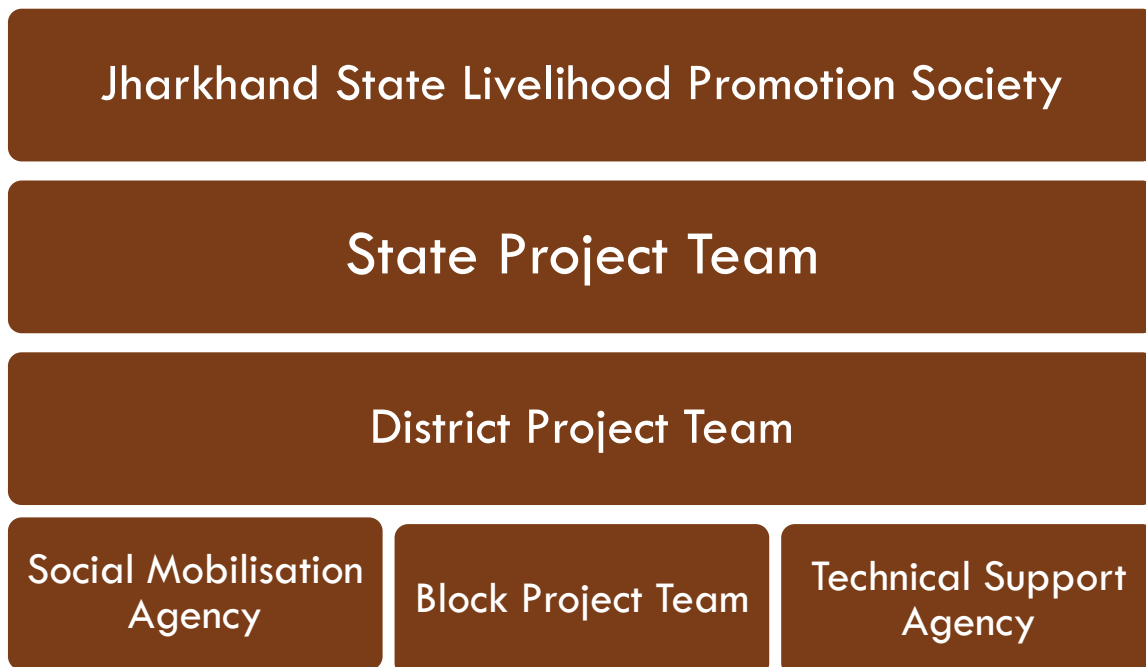 Jharkhand State Livelihood Promotion Society
State Project Team
District Project Team
Social Mobilisation
Agency
Block Project Team
Technical Support
Agency